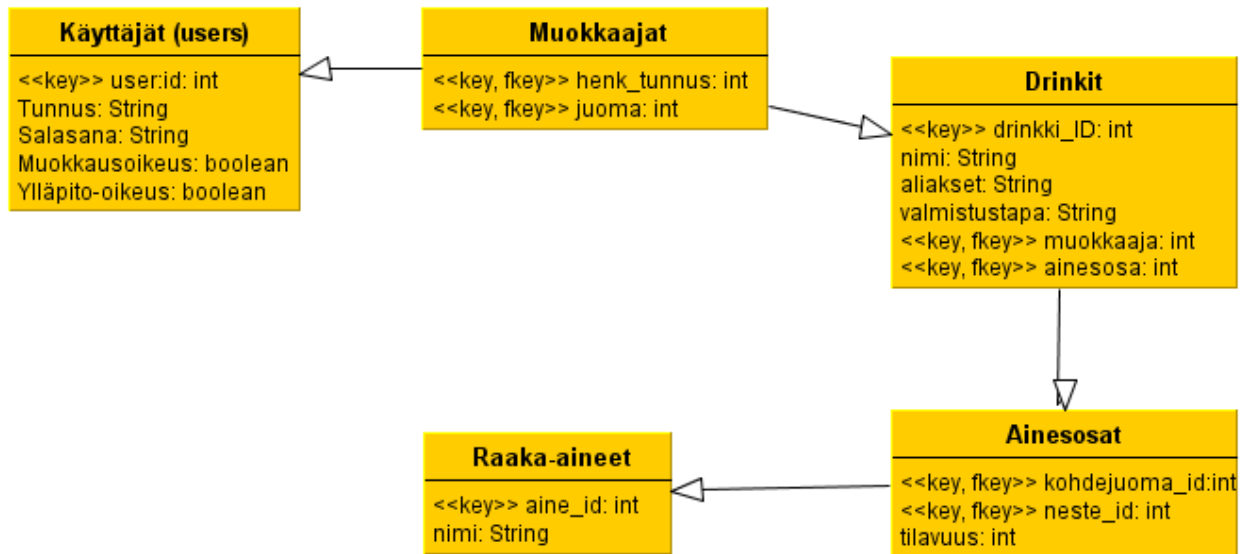 Käyttäjät (users)
<<key>> user:id: int
Tunnus: String
Salasana: String
Muokkausoikeus: boolean
Ylläpito-oikeus: boolean
Muokkaajat
<<key, fkey>> henk_tunnus: int
<<key, fkey>> juoma: int
Drinkit
<<key>> drinkki_ID: int
nimi: String
aliakset: String
valmistustapa: String
<<key, fkey>> muokkaaja: int
<<key, fkey>> ainesosa: int
Raaka-aineet
<<key>> aine_id: int
nimi: String
Ainesosat
<<key, fkey>> kohdejuoma_id:int
<<key, fkey>> neste_id: int
tilavuus: int